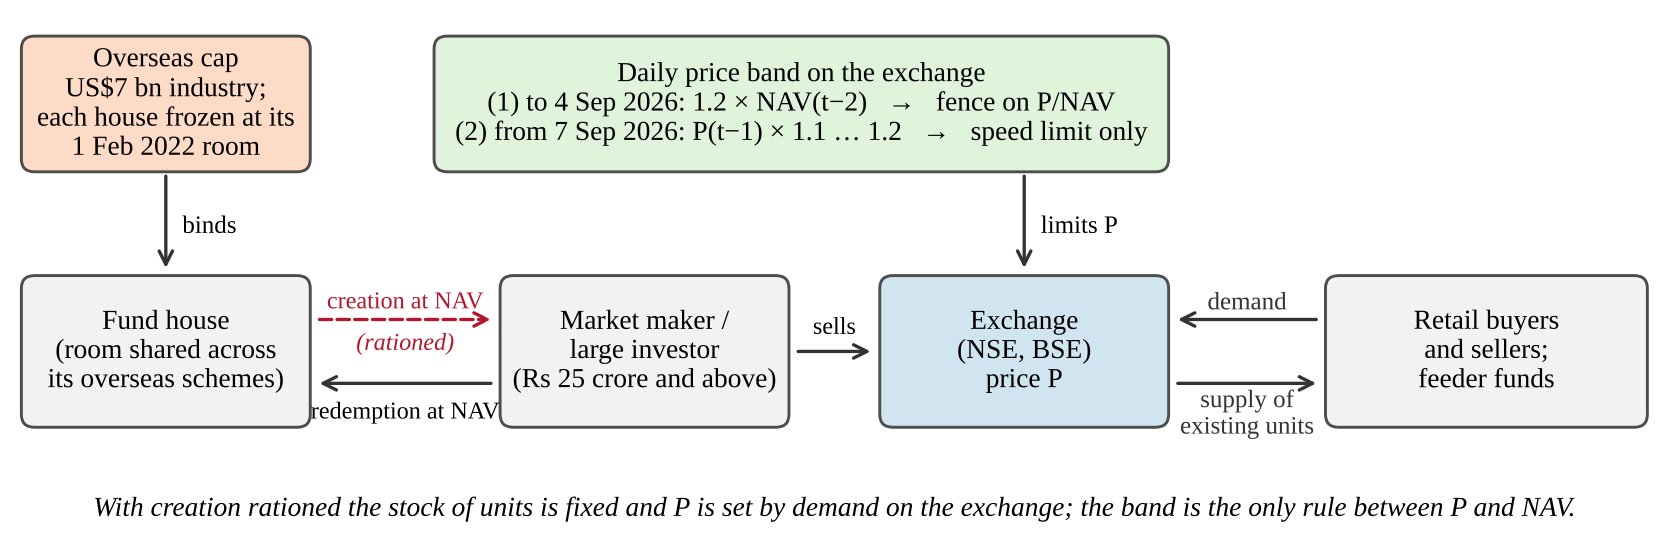 Overseas cap
US$7 bn industry;
each house frozen at its
1 Feb 2022 room
Daily price band on the exchange
(1) to 4 Sep 2026: 1.2 × NAV(t−2) → fence on P/NAV
(2) from 7 Sep 2026: P(t−1) × 1.1 … 1.2 → speed limit only
binds
limits P
Fund house
(room shared across
its overseas schemes)
creation at NAV
(rationed)
redemption at NAV
Market maker /
large investor
(Rs 25 crore and above)
sells
Exchange
(NSE, BSE)
price P
demand
supply of
existing units
Retail buyers
and sellers;
feeder funds
With creation rationed the stock of units is fixed and P is set by demand on the exchange; the band is the only rule between P and NAV.